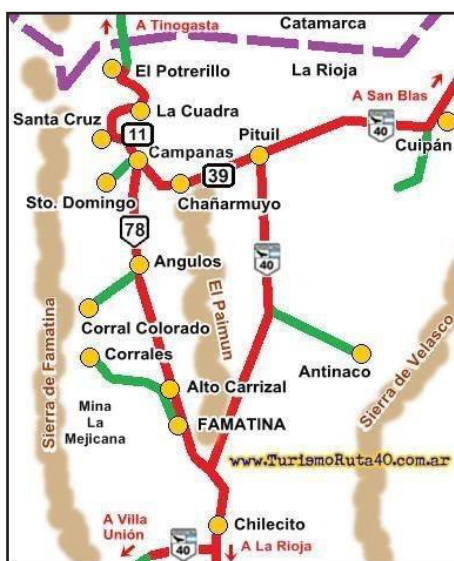 A Tinogasta
Catamarca
El Potrerillo
La Rioja
A San Blas
La Cuadra
Santa Cruz
11
40
Pituil
Cuipán
Campanas
39
Sto. Domingo
Chañarmuyo
78
40
Angulos
El Paimun
Corral Colorado
Corrales
Antinaco
Sierra de Famatina
Sierra de Velasco
Alto Carrizal
Mina
La
Mejicana
FAMATINA
www.TurismoRuta40.com.ar
A Villa
Unión
Chilecito
40
A La Rioja